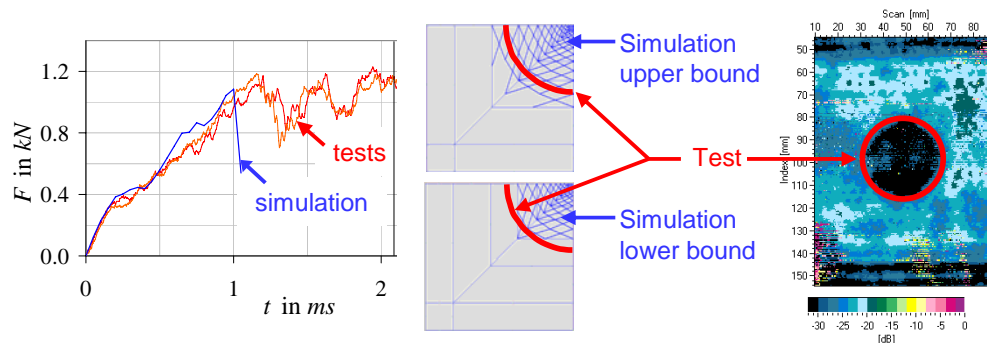 F in kN
1.2
0.8
0.4
0.0
0
1
2
t in ms
tests
simulation
Simulation
upper bound
Test
Simulation
lower bound
Scan [mm]
10 20 30 40 50 60 70 80
Index [mm]
50
60
70
80
90
100
110
120
130
140
150
-30 -25 -20 -15 -10 -5 0
[dB]